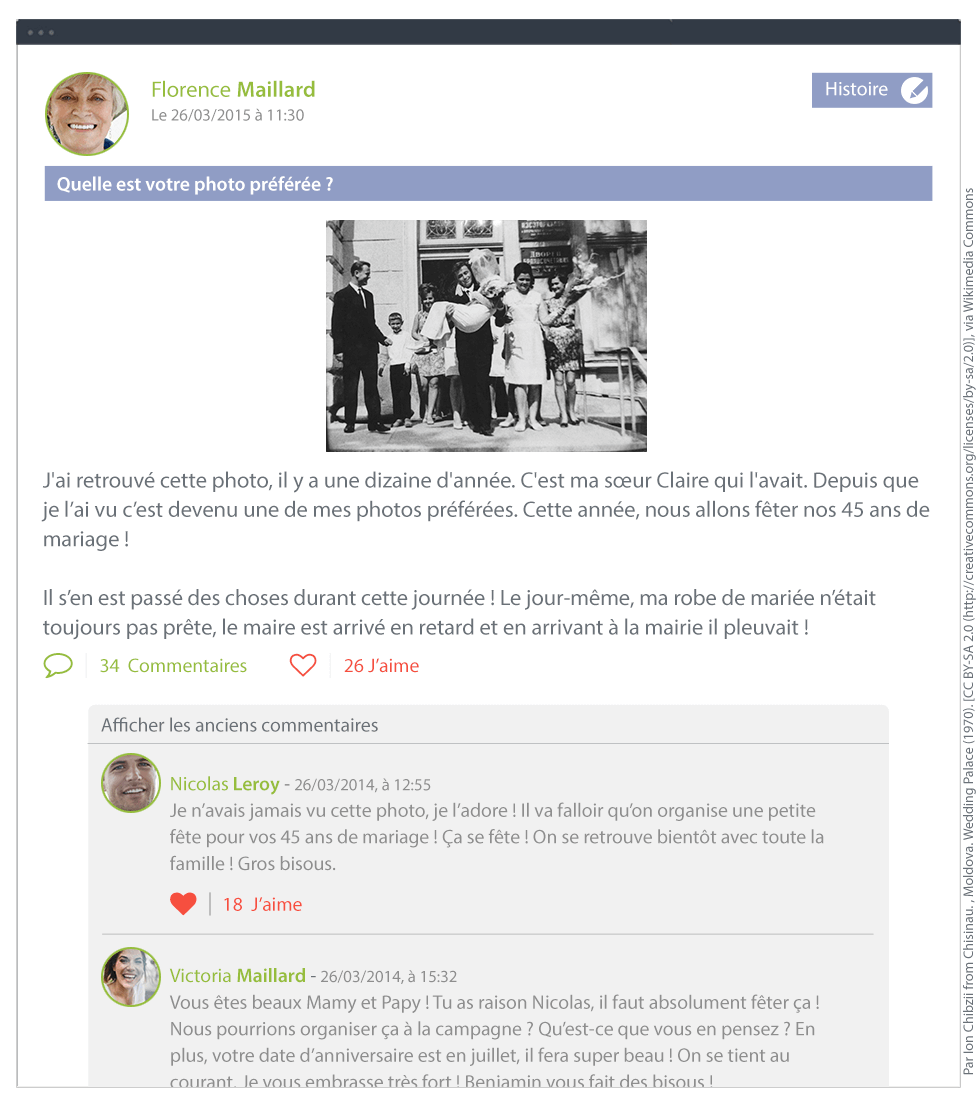 Florence Maillard
Le 26/03/2015 à 11:30
Histoire
Quelle est votre photo préférée ?
J'ai retrouvé cette photo, il y a une dizaine d'année. C'est ma sœur Claire qui l'avait. Depuis que
je l’ai vu c’est devenu une de mes photos préférées. Cette année, nous allons fêter nos 45 ans de
mariage !
Il s’en est passé des choses durant cette journée ! Le jour-même, ma robe de mariée n’était
toujours pas prête, le maire est arrivé en retard et en arrivant à la mairie il pleuvait !
34 Commentaires
26 J’aime
Afficher les anciens commentaires
Nicolas Leroy - 26/03/2014, à 12:55
Je n’avais jamais vu cette photo, je l’adore ! Il va falloir qu’on organise une petite
fête pour vos 45 ans de mariage ! Ça se fête ! On se retrouve bientôt avec toute la
famille ! Gros bisous.
18 J’aime
Victoria Maillard - 26/03/2014, à 15:32
Vous êtes beaux Mamy et Papy ! Tu as raison Nicolas, il faut absolument fêter ça !
Nous pourrions organiser ça à la campagne ? Qu’est-ce que vous en pensez ? En
plus, votre date d’anniversaire est en juillet, il fera super beau ! On se tient au
courant. Je vous embrasse très fort ! Benjamin vous fait des bisous !
Par Ion Chibzii from Chisinau. , Moldova. Wedding Palace (1970). [CC BY-SA 2.0 (http://creativecommons.org/licenses/by-sa/2.0)], via Wikimedia Commons